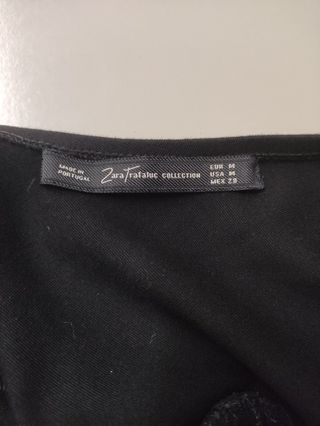 MADE IN
PORTUGAL
Zara Trafaluc COLLECTION
EUR M
USA M
MEX 28